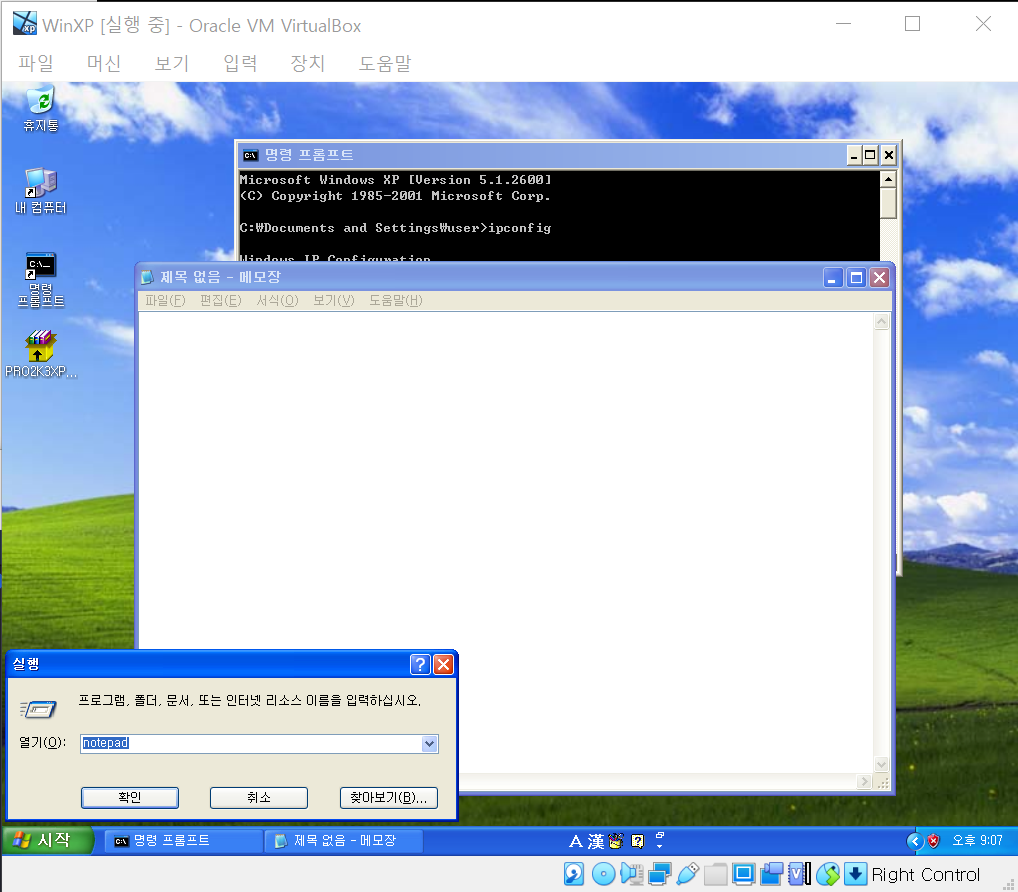 WinXP [실행 중] - Oracle VM VirtualBox
파일 머신 보기 입력 장치 도움말
휴지통
내 컴퓨터
명령
프롬프트
PRO2K3XP...
명령 프롬프트
Microsoft Windows XP [Version 5.1.2600]
(C) Copyright 1985-2001 Microsoft Corp.
C:\Documents and Settings\user>ipconfig
Windows IP Configuration
제목 없음 - 메모장
파일(F) 편집(E) 서식(O) 보기(V) 도움말(H)
실행
프로그램, 폴더, 문서, 또는 인터넷 리소스 이름을 입력하십시오.
열기(O): notepad
확인 취소 찾아보기(B)...
시작 명령 프롬프트 제목 없음 - 메모장 A 漢 오후 9:07
Right Control